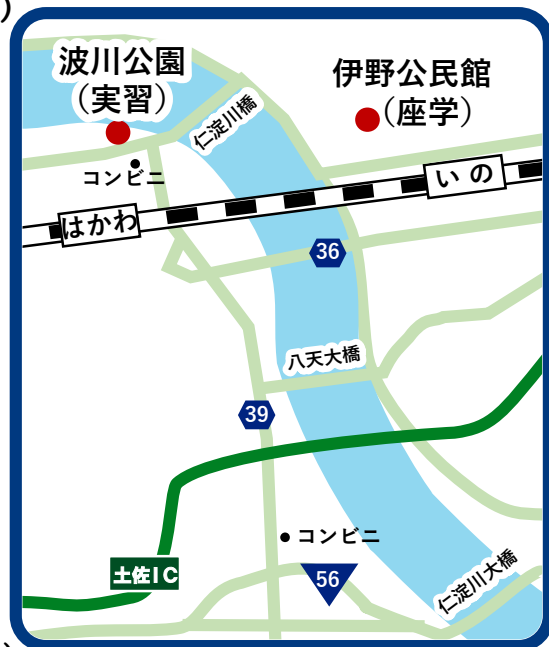 )
波川公園
（実習）
伊野公民館
（座学）
仁淀川橋
コンビニ
いの
はかわ
36
八天大橋
39
コンビニ
土佐IC
56
仁淀川大橋
)